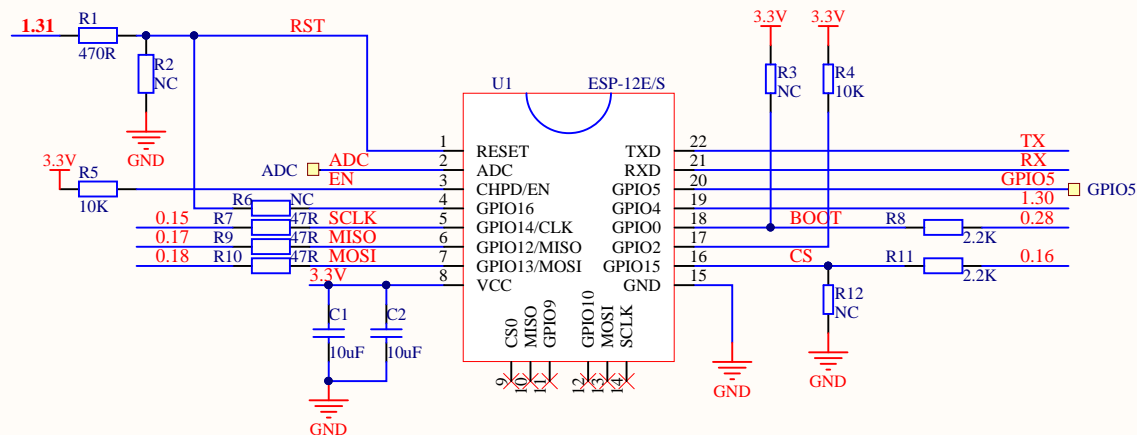 1.31
R1
470R
RST
R2
NC
GND
3.3V
R5
10K
ADC
ADC
EN
R6
NC
0.15
R7
47R
SCLK
0.17
R9
47R
MISO
0.18
R10
47R
MOSI
3.3V
C1
10uF
C2
10uF
GND
U1
ESP-12E/S
1
RESET
2
ADC
3
CHPD/EN
4
GPIO16
5
GPIO14/CLK
6
GPIO12/MISO
7
GPIO13/MOSI
8
VCC
CS0
MISO
GPIO9
GPIO10
MOSI
SCLK
9
10
11
12
13
14
TXD
22
TX
RXD
21
RX
GPIO5
20
GPIO5
GPIO5
GPIO4
19
1.30
GPIO0
18
BOOT
R8
2.2K
0.28
GPIO2
17
GPIO15
16
CS
R11
2.2K
0.16
GND
15
GND
3.3V
R3
NC
3.3V
R4
10K
R12
NC
GND